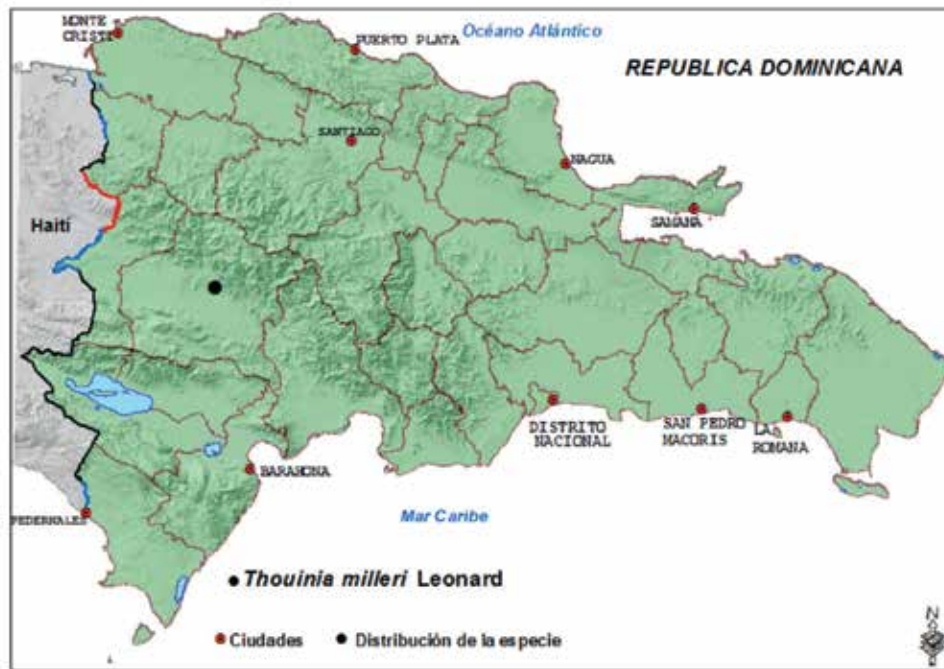 MONTE
CRISTI
Océano Atlántico
PUERTO PLATA
REPUBLICA DOMINICANA
SANTIAGO
NAGUA
Haití
SAMANA
DISTRITO
NACIONAL
SAN PEDRO
MACORIS
LA
ROMANA
BARAHONA
PEDERNALES
Mar Caribe
Thouinia milleri Leonard
Ciudades
Distribución de la especie